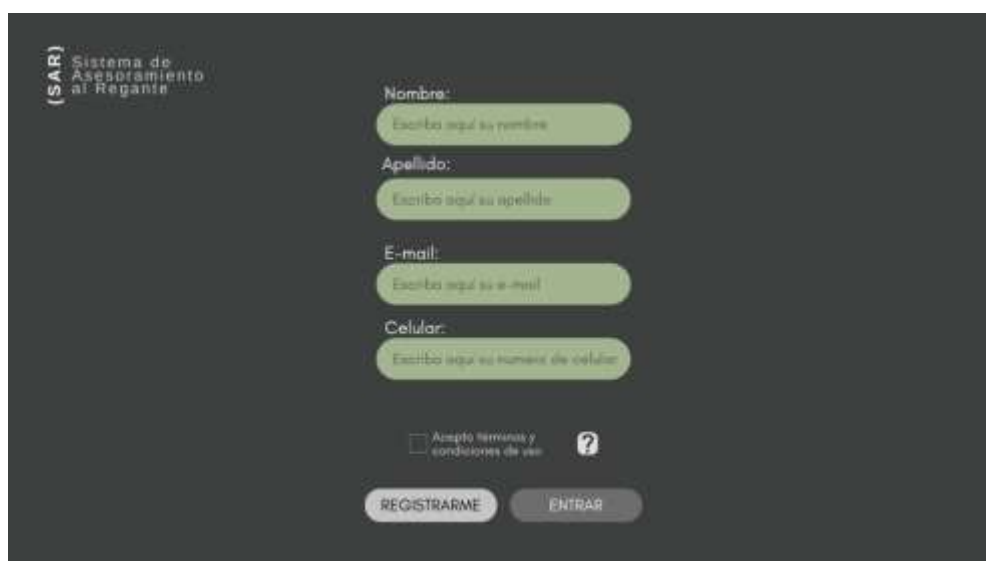 (SAR)
Sistema de
Asesoramiento
al Regante
Nombre:
Escriba aquí su nombre
Apellido:
Escriba aquí su apellido
E-mail:
Escriba aquí su e-mail
Celular:
Escriba aquí su numero de celular
Acepto términos y
condiciones de uso
?
REGISTRARME
ENTRAR